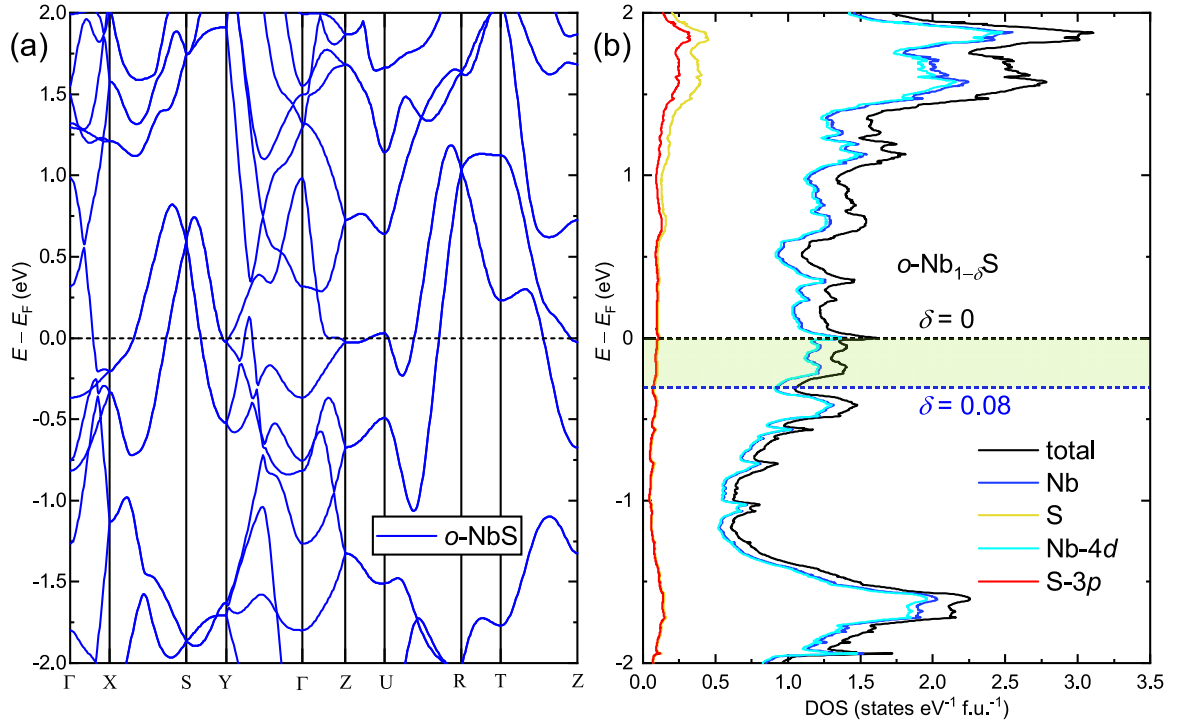 (a)
2.0
1.5
1.0
0.5
0.0
-0.5
-1.0
-1.5
-2.0
E − EF (eV)
Γ X S Y Γ Z U R T Z
o-NbS
(b)
2
1
0
-1
-2
E − EF (eV)
o-Nb1−δS
δ = 0
δ = 0.08
total
Nb
S
Nb-4d
S-3p
0.0 0.5 1.0 1.5 2.0 2.5 3.0 3.5
DOS (states eV-1 f.u.-1)